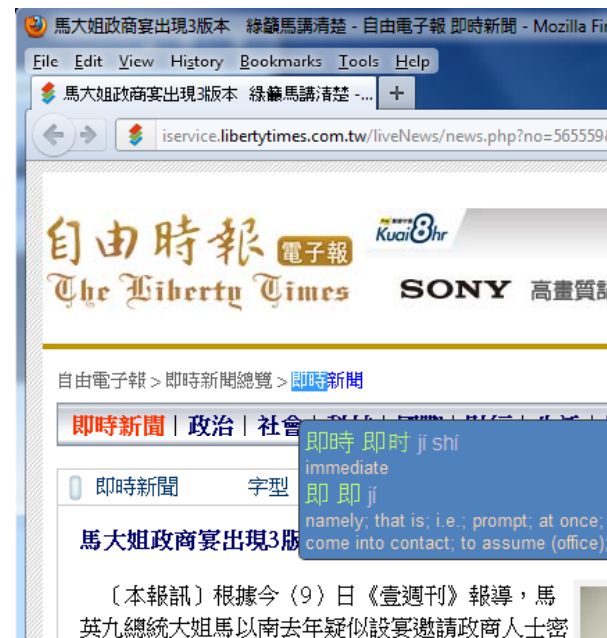 馬大姐政商宴出現3版本 綠籲馬講清楚 - 自由電子報 即時新聞 - Mozilla Fir
File Edit View History Bookmarks Tools Help
馬大姐政商宴出現3版本 綠籲馬講清楚 -...
iservice.libertytimes.com.tw/liveNews/news.php?no=565559&
自由時報 電子報
Kuai8hr
The Liberty Times
SONY 高畫質記
自由電子報 > 即時新聞總覽 > 即時新聞
即時新聞 | 政治 | 社會
即時 即时 jí shí
immediate
即時新聞 字型
即 即 jí
namely; that is; i.e.; prompt; at once;
come into contact; to assume (office);
馬大姐政商宴出現3版
〔本報訊〕根據今（9）日《壹週刊》報導，馬
英九總統大姐馬以南去年疑似設宴邀請政商人士密